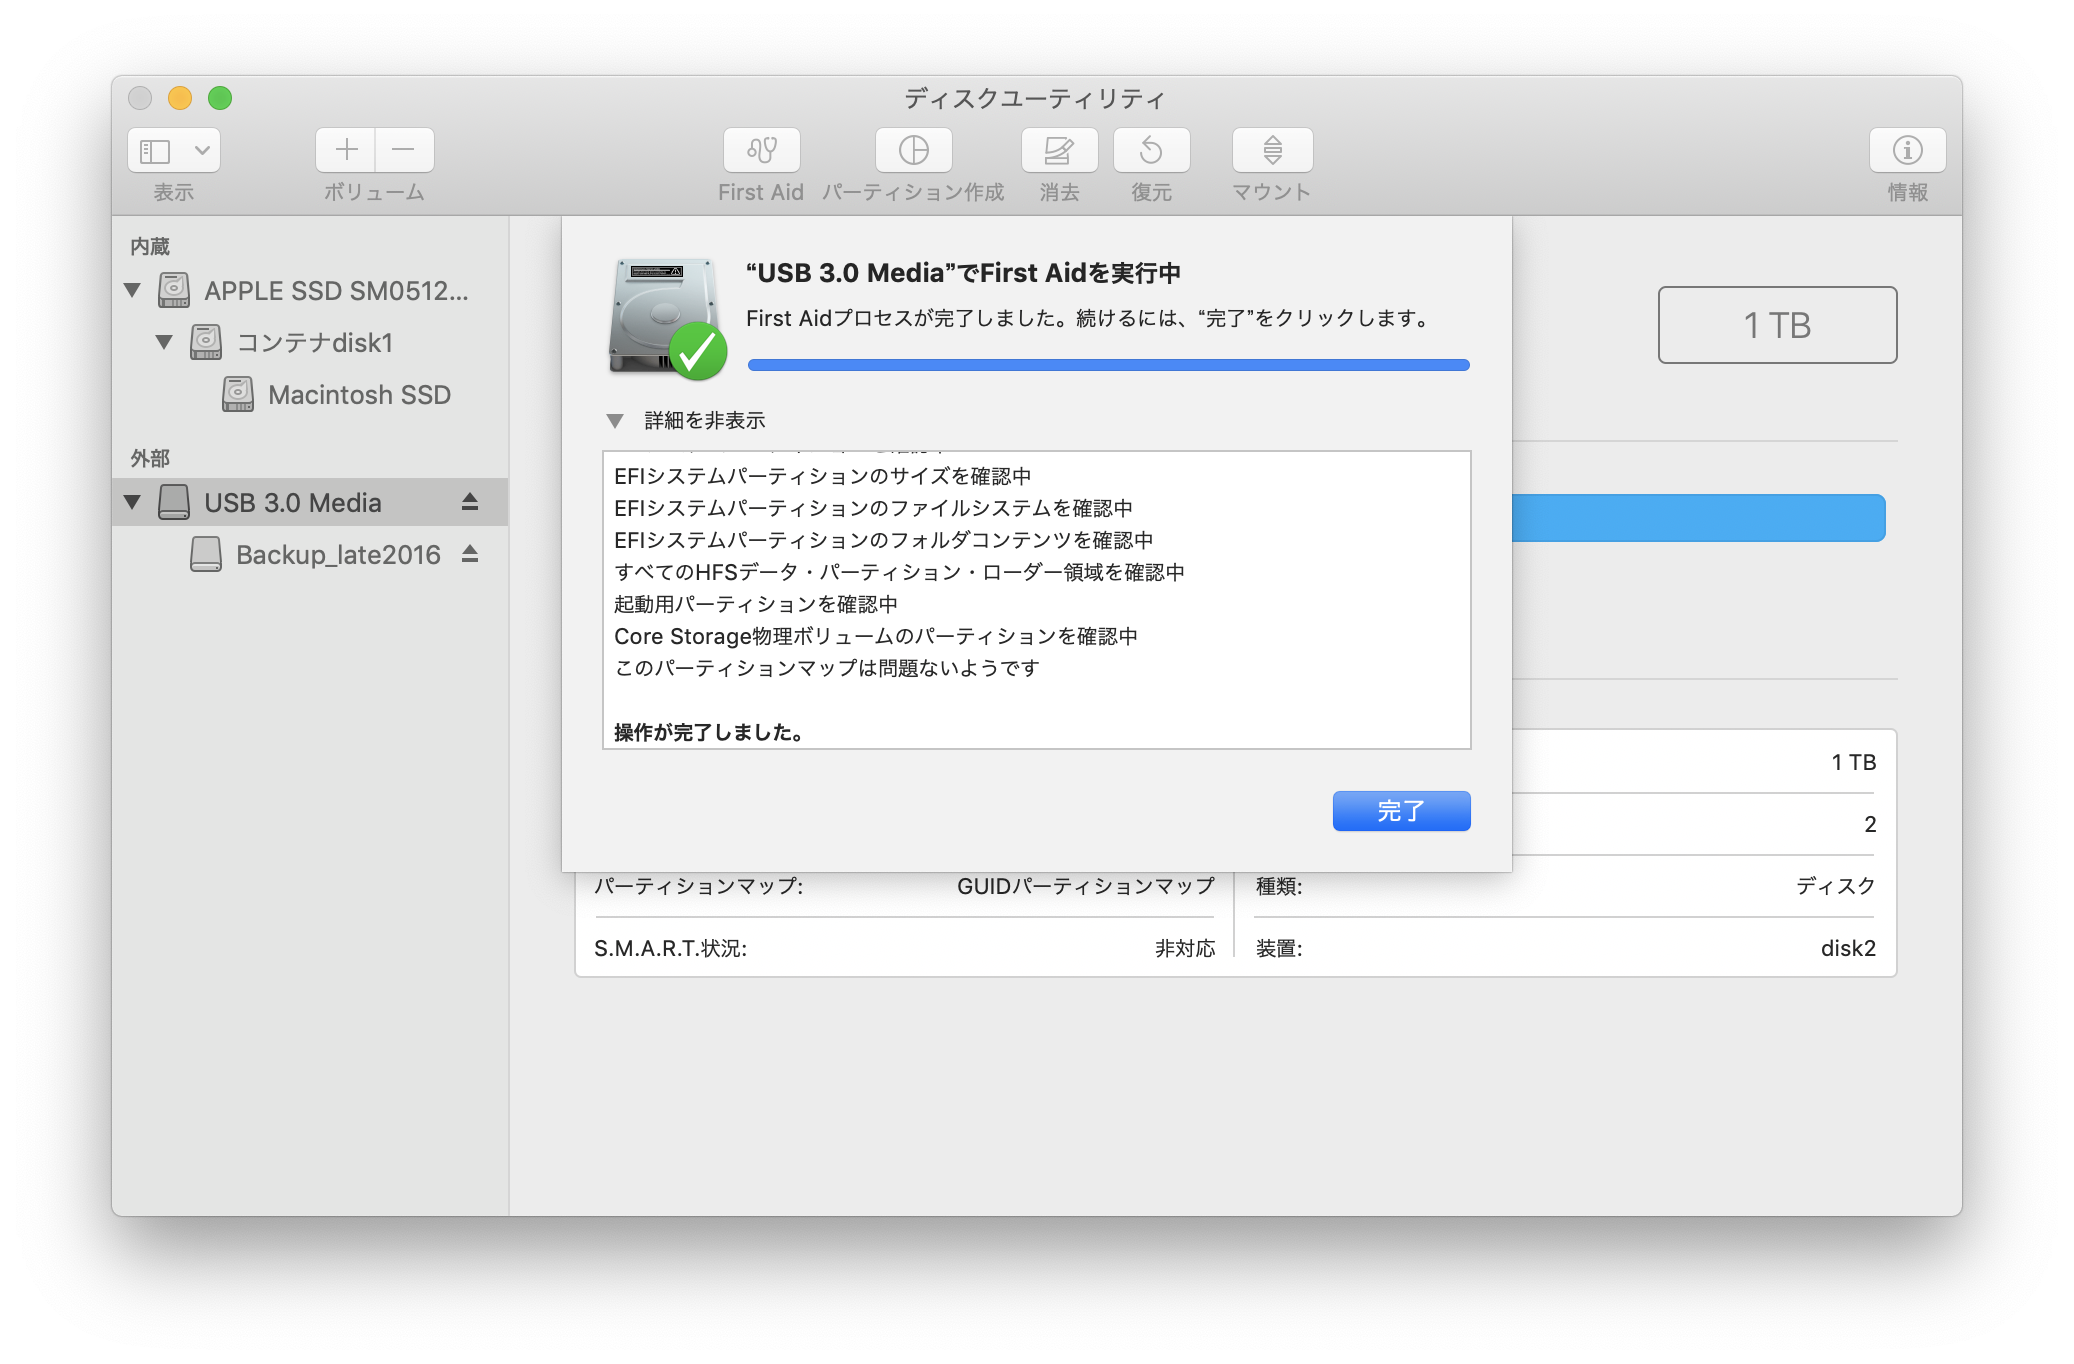 ディスクユーティリティ
表示
ボリューム
First Aid
パーティション作成
消去
復元
マウント
情報
内蔵
APPLE SSD SM0512...
コンテナdisk1
Macintosh SSD
外部
USB 3.0 Media
Backup_late2016
“USB 3.0 Media”でFirst Aidを実行中
First Aidプロセスが完了しました。続けるには、“完了”をクリックします。
詳細を非表示
EFIシステムパーティションのサイズを確認中
EFIシステムパーティションのファイルシステムを確認中
EFIシステムパーティションのフォルダコンテンツを確認中
すべてのHFSデータ・パーティション・ローダー領域を確認中
起動用パーティションを確認中
Core Storage物理ボリュームのパーティションを確認中
このパーティションマップは問題ないようです
操作が完了しました。
完了
1 TB
1 TB
2
パーティションマップ: GUIDパーティションマップ
種類: ディスク
S.M.A.R.T.状況: 非対応
装置: disk2